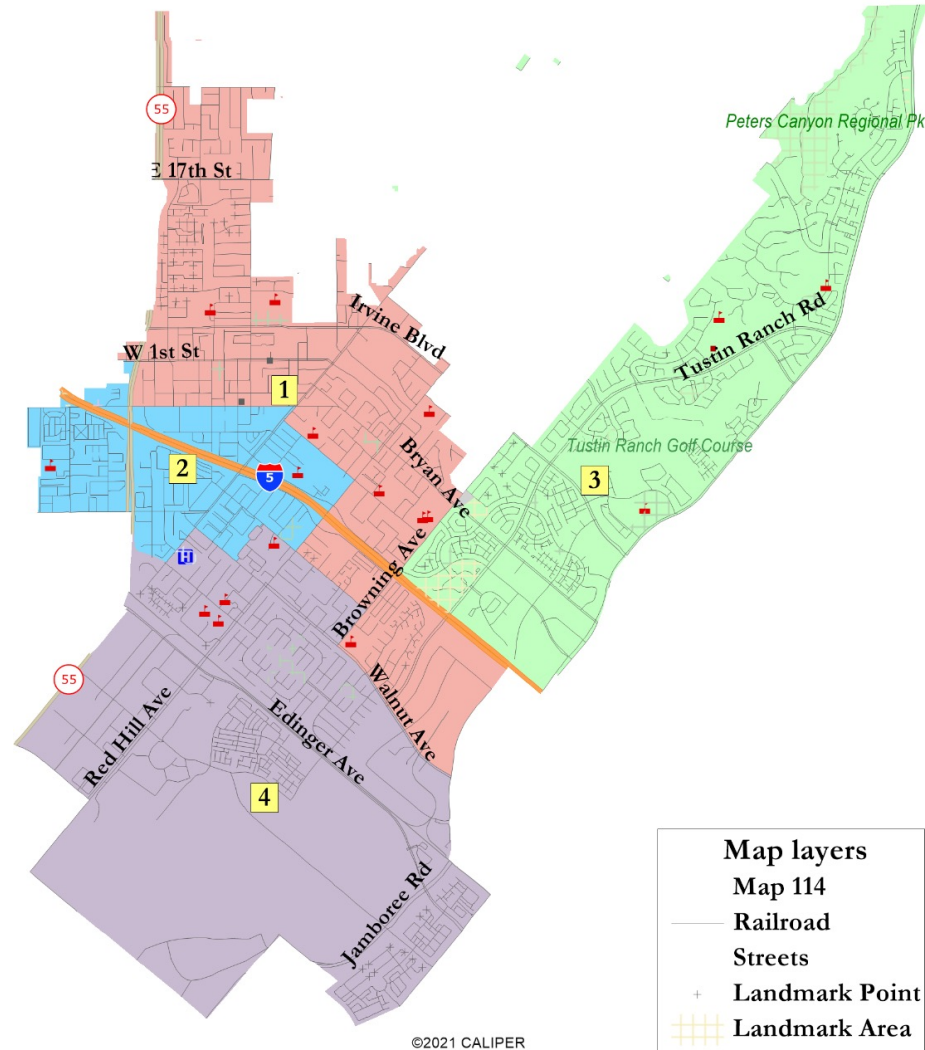 55
Peters Canyon Regional Pk
E 17th St
Irvine Blvd
Tustin Ranch Rd
W 1st St
1
Bryan Ave
Tustin Ranch Golf Course
2
5
3
H
Browning Ave
55
Walnut Ave
Red Hill Ave
Edinger Ave
4
Jamboree Rd
Map layers
Map 114
Railroad
Streets
Landmark Point
Landmark Area
©2021 CALIPER